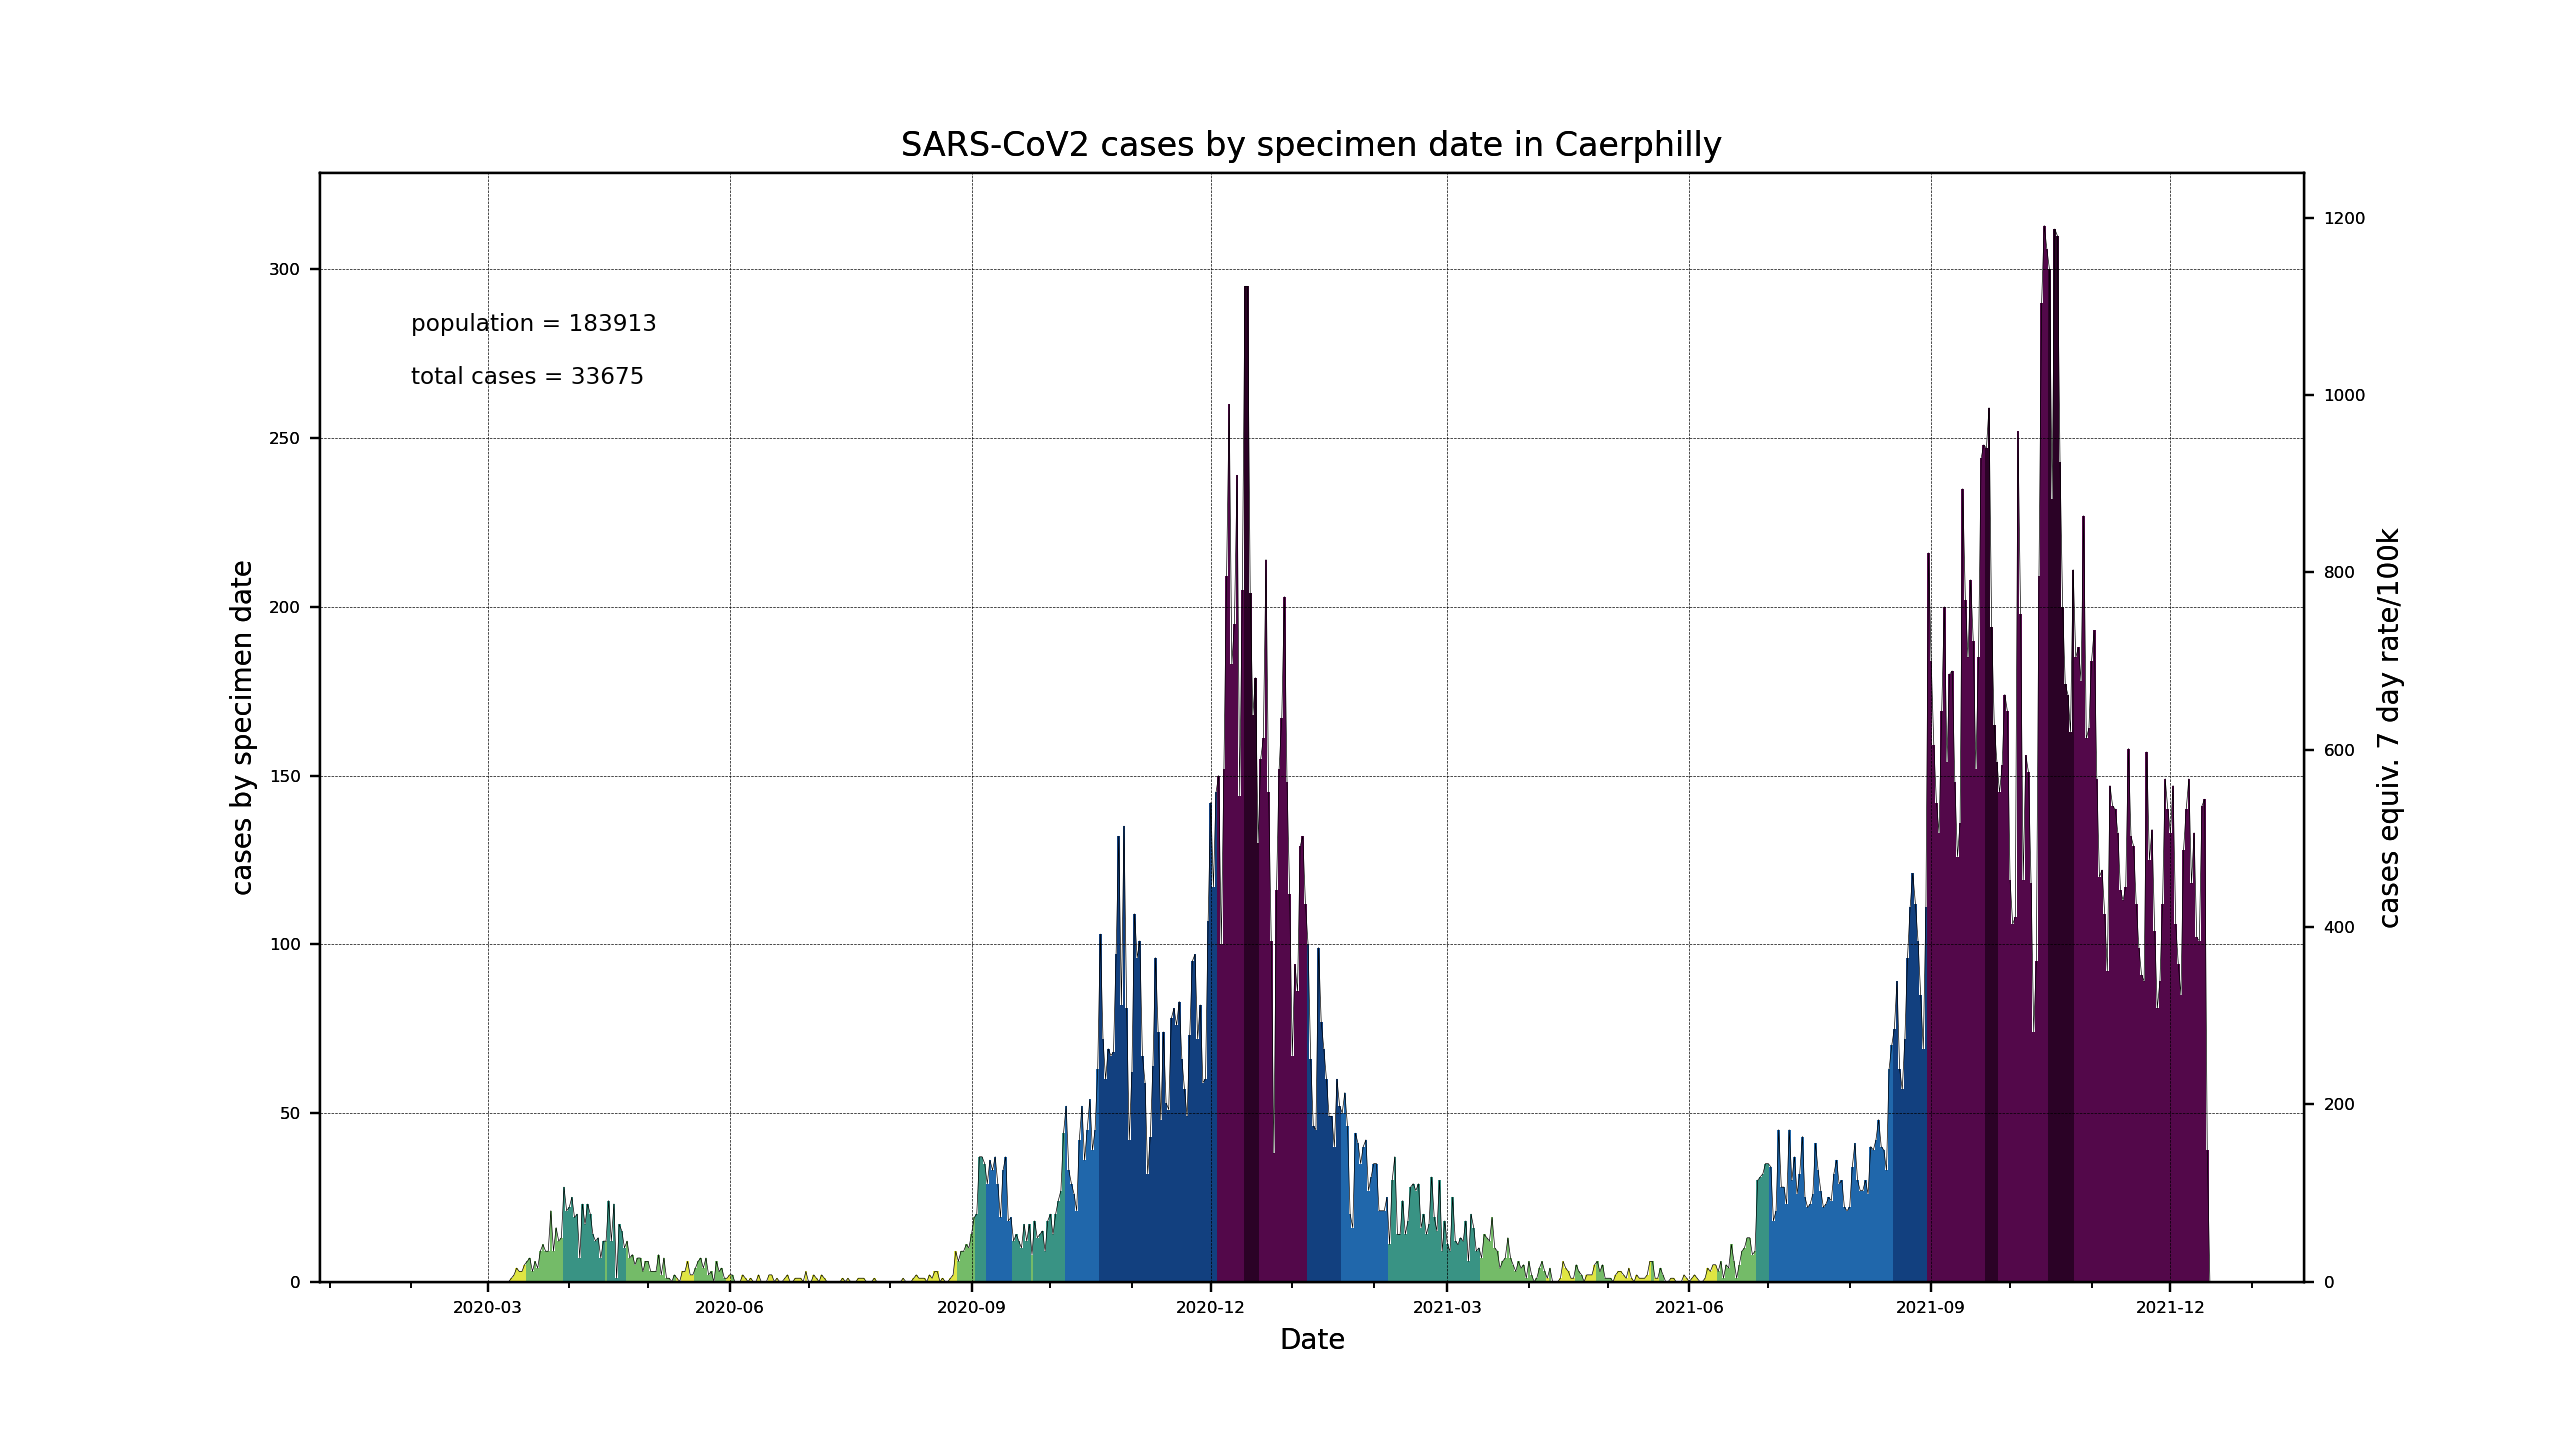 SARS-CoV2 cases by specimen date in Caerphilly
population = 183913
total cases = 33675
cases by specimen date
300
250
200
150
100
50
0
1200
1000
800
600
400
200
0
cases equiv. 7 day rate/100k
2020-03 2020-06 2020-09 2020-12 2021-03 2021-06 2021-09 2021-12
Date